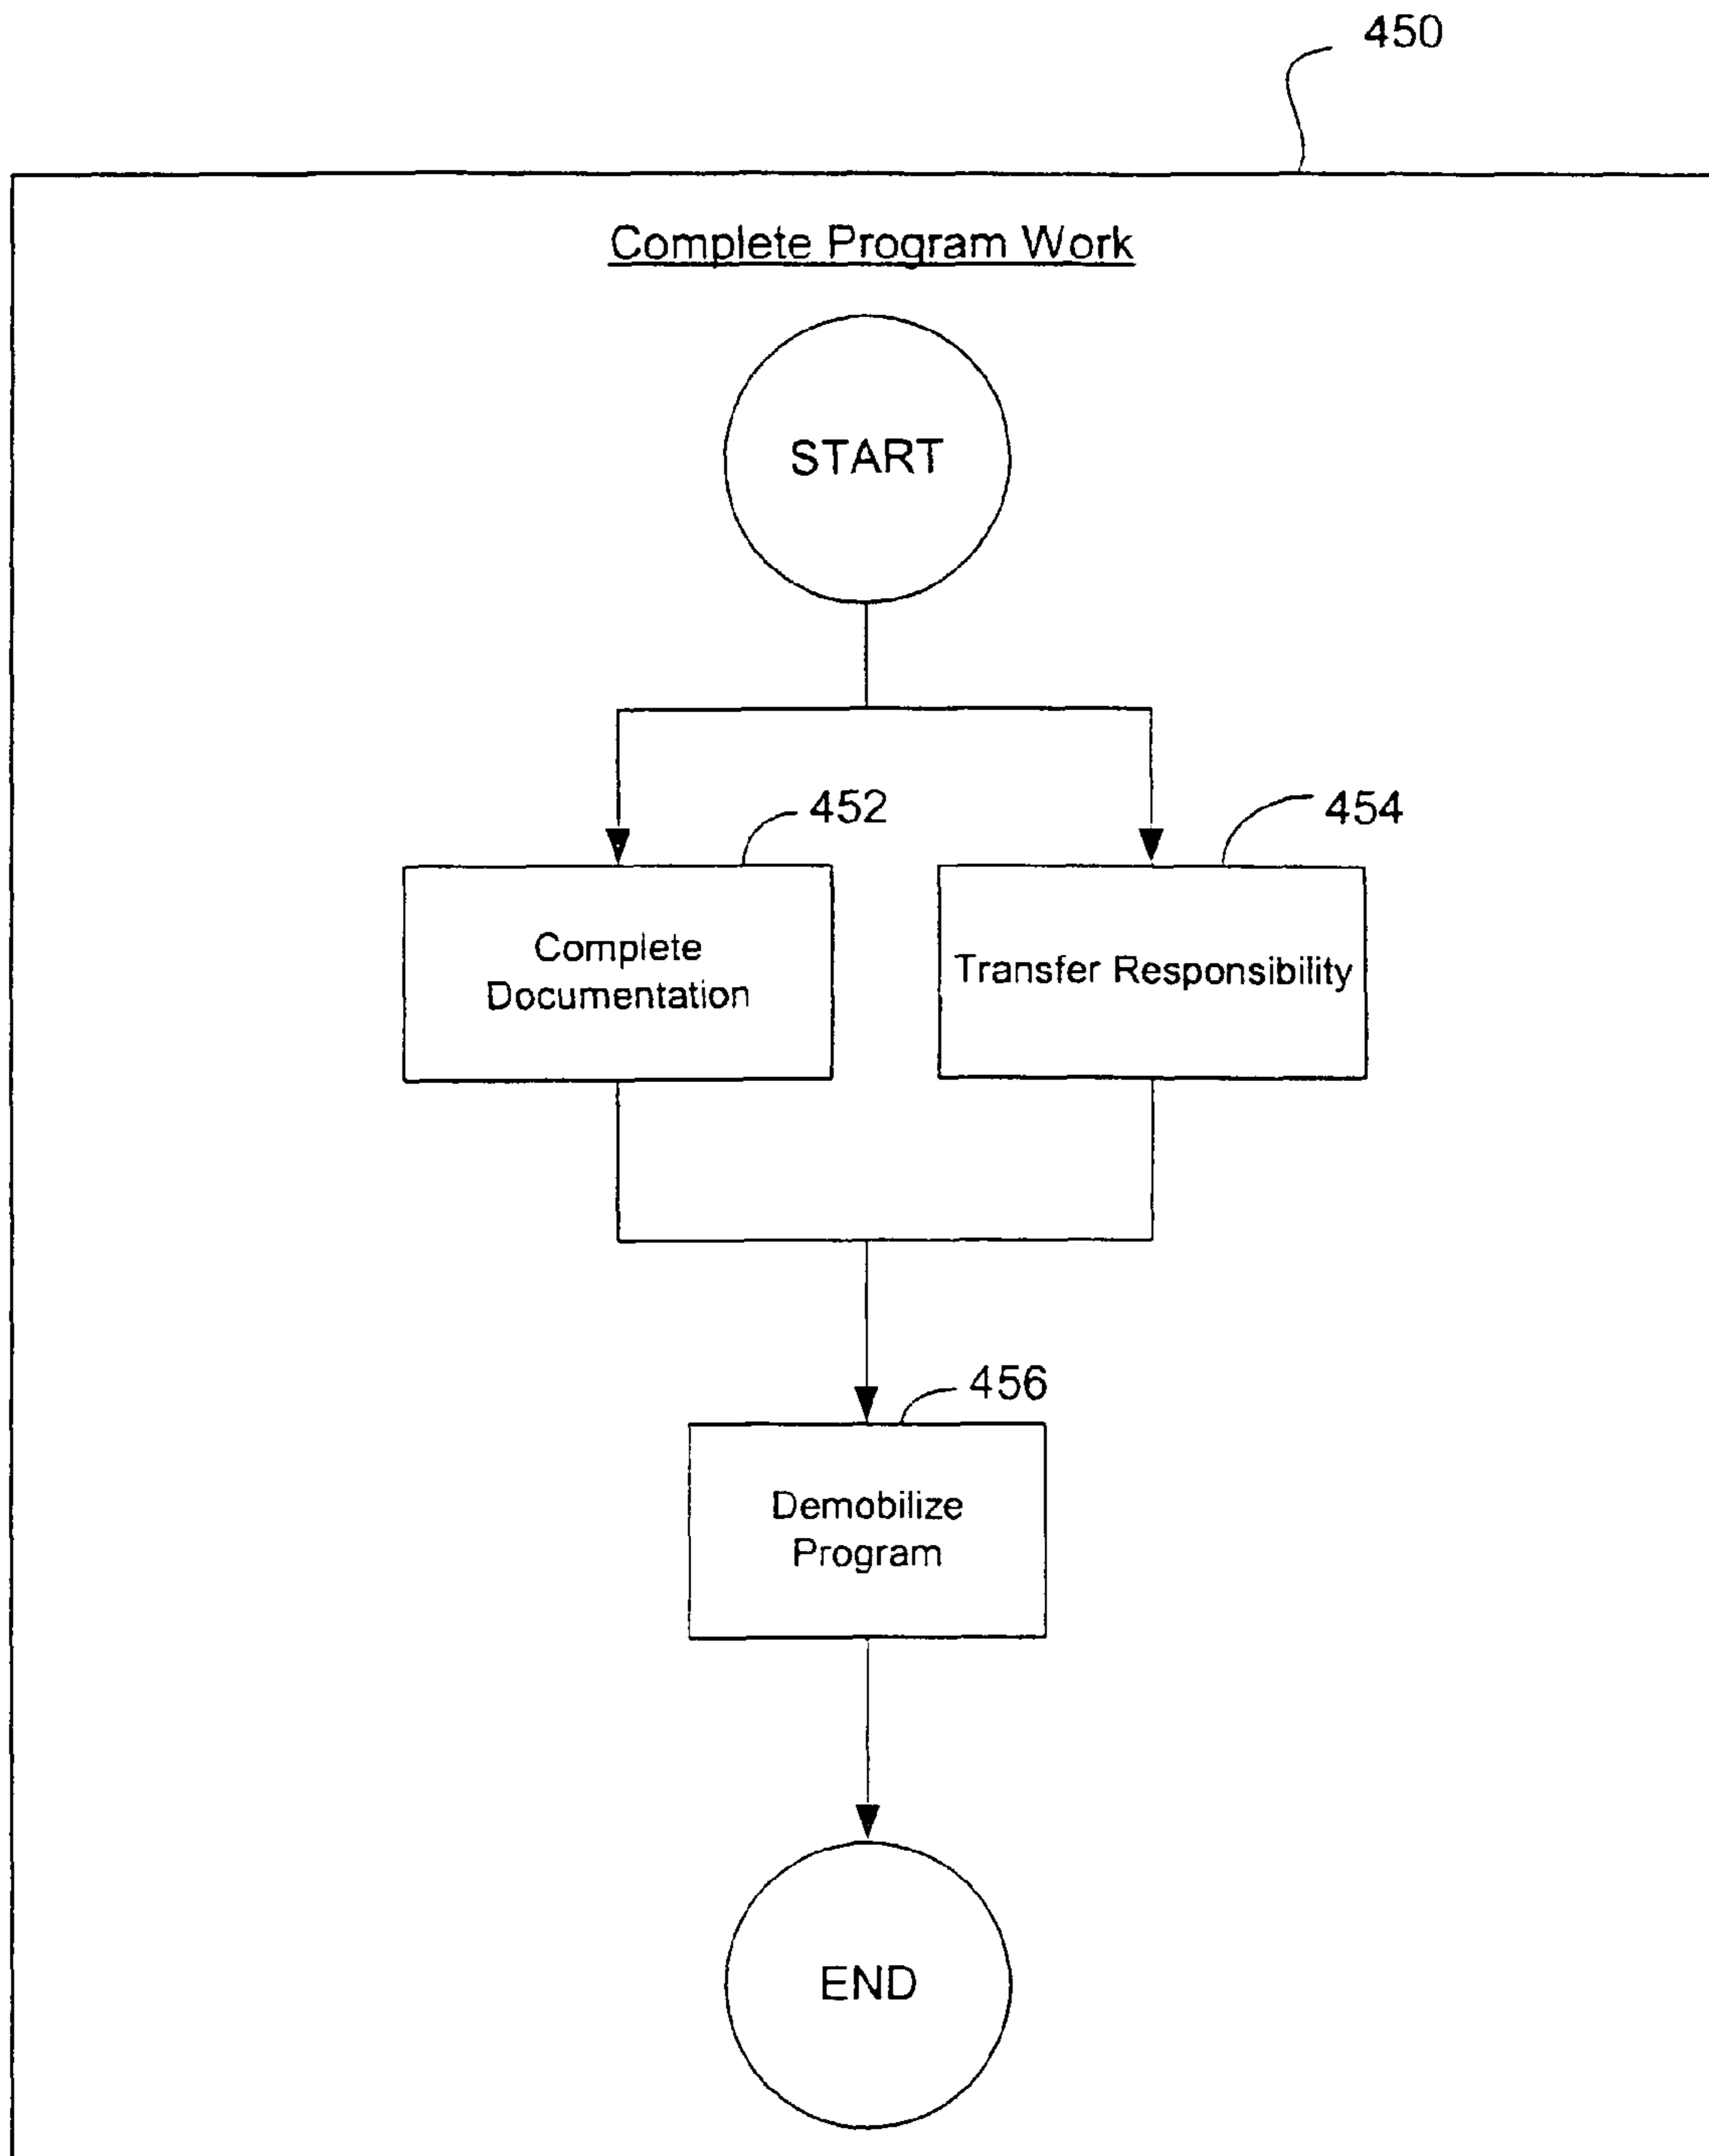 450
Complete Program Work
START
452
454
Complete
Documentation
Transfer Responsibility
456
Demobilize
Program
END